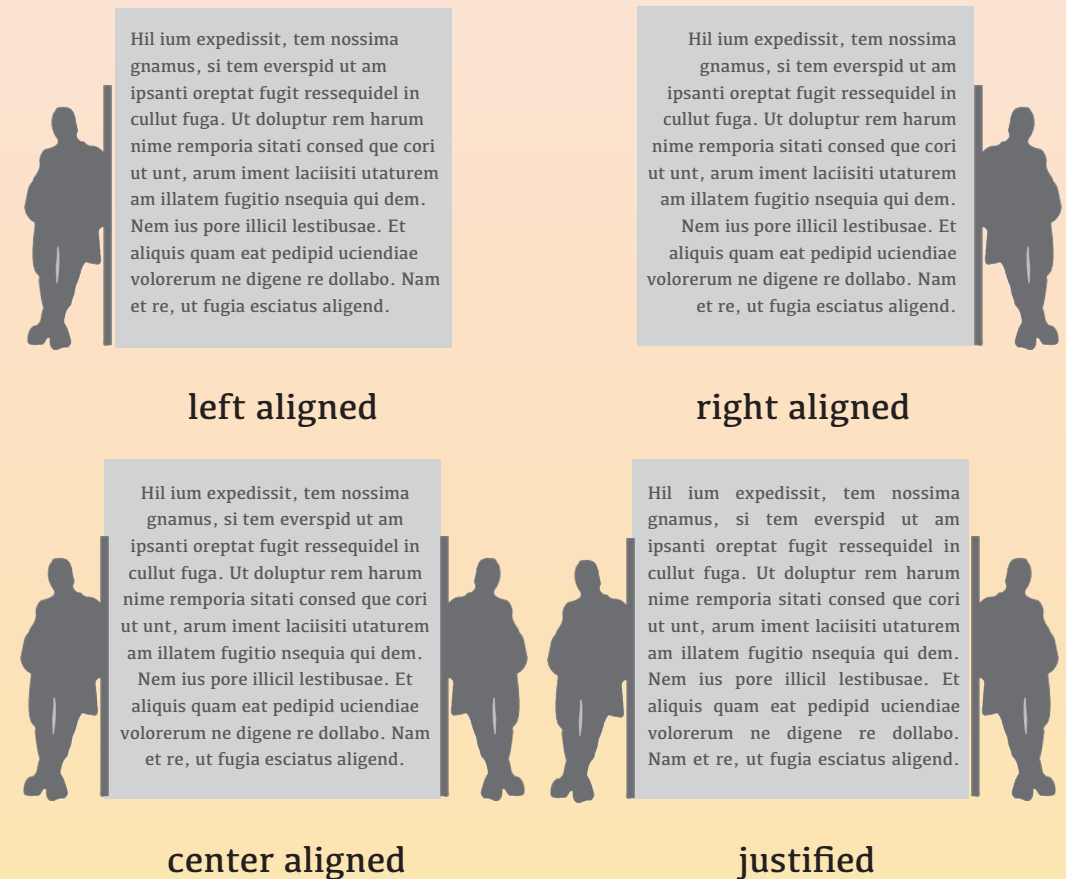 Hil ium expedissit, tem nossima
gnamus, si tem everspid ut am
ipsanti oreptat fugit ressequidel in
cullut fuga. Ut doluptur rem harum
nime remporia sitati consed que cori
ut unt, arum iment laciisiti utaturem
am illatem fugitio nsequia qui dem.
Nem ius pore illicil lestibusae. Et
aliquis quam eat pedipid uciendiae
volorerum ne digene re dollabo. Nam
et re, ut fugia esciatus aligend.
left aligned
Hil ium expedissit, tem nossima
gnamus, si tem everspid ut am
ipsanti oreptat fugit ressequidel in
cullut fuga. Ut doluptur rem harum
nime remporia sitati consed que cori
ut unt, arum iment laciisiti utaturem
am illatem fugitio nsequia qui dem.
Nem ius pore illicil lestibusae. Et
aliquis quam eat pedipid uciendiae
volorerum ne digene re dollabo. Nam
et re, ut fugia esciatus aligend.
right aligned
Hil ium expedissit, tem nossima
gnamus, si tem everspid ut am
ipsanti oreptat fugit ressequidel in
cullut fuga. Ut doluptur rem harum
nime remporia sitati consed que cori
ut unt, arum iment laciisiti utaturem
am illatem fugitio nsequia qui dem.
Nem ius pore illicil lestibusae. Et
aliquis quam eat pedipid uciendiae
volorerum ne digene re dollabo. Nam
et re, ut fugia esciatus aligend.
center aligned
Hil ium expedissit, tem nossima
gnamus, si tem everspid ut am
ipsanti oreptat fugit ressequidel in
cullut fuga. Ut doluptur rem harum
nime remporia sitati consed que cori
ut unt, arum iment laciisiti utaturem
am illatem fugitio nsequia qui dem.
Nem ius pore illicil lestibusae. Et
aliquis quam eat pedipid uciendiae
volorerum ne digene re dollabo.
Nam et re, ut fugia esciatus aligend.
justified